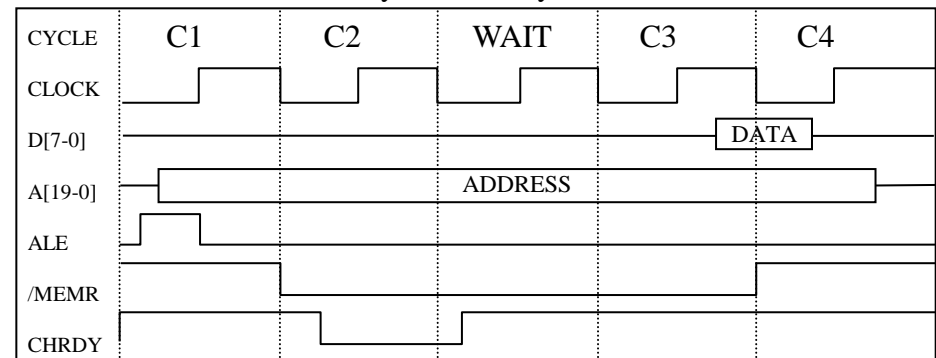 CYCLE C1 C2 WAIT C3 C4
CLOCK
D[7-0] DATA
A[19-0] ADDRESS
ALE
/MEMR
CHRDY